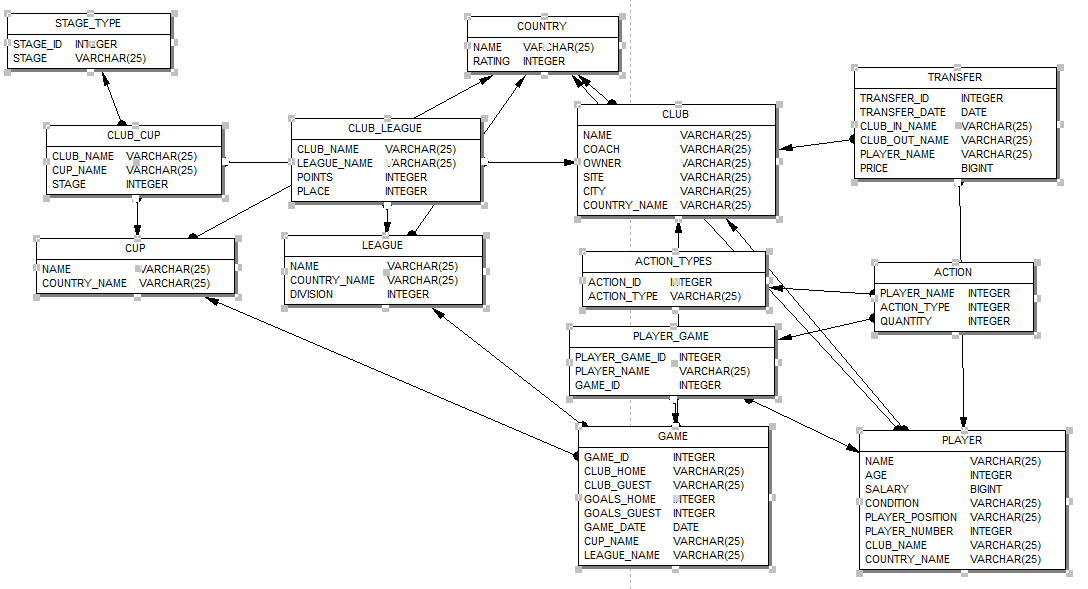 STAGE_TYPE
STAGE_ID INTEGER
STAGE VARCHAR(25)
COUNTRY
NAME VARCHAR(25)
RATING INTEGER
TRANSFER
TRANSFER_ID INTEGER
TRANSFER_DATE DATE
CLUB_IN_NAME VARCHAR(25)
CLUB_OUT_NAME VARCHAR(25)
PLAYER_NAME VARCHAR(25)
PRICE BIGINT
CLUB_CUP
CLUB_NAME VARCHAR(25)
CUP_NAME VARCHAR(25)
STAGE INTEGER
CLUB_LEAGUE
CLUB_NAME VARCHAR(25)
LEAGUE_NAME VARCHAR(25)
POINTS INTEGER
PLACE INTEGER
CLUB
NAME VARCHAR(25)
COACH VARCHAR(25)
OWNER VARCHAR(25)
SITE VARCHAR(25)
CITY VARCHAR(25)
COUNTRY_NAME VARCHAR(25)
CUP
NAME VARCHAR(25)
COUNTRY_NAME VARCHAR(25)
LEAGUE
NAME VARCHAR(25)
COUNTRY_NAME VARCHAR(25)
DIVISION INTEGER
ACTION_TYPES
ACTION_ID INTEGER
ACTION_TYPE VARCHAR(25)
ACTION
PLAYER_NAME INTEGER
ACTION_TYPE INTEGER
QUANTITY INTEGER
PLAYER_GAME
PLAYER_GAME_ID INTEGER
PLAYER_NAME VARCHAR(25)
GAME_ID INTEGER
GAME
GAME_ID INTEGER
CLUB_HOME VARCHAR(25)
CLUB_GUEST VARCHAR(25)
GOALS_HOME INTEGER
GOALS_GUEST INTEGER
GAME_DATE DATE
CUP_NAME VARCHAR(25)
LEAGUE_NAME VARCHAR(25)
PLAYER
NAME VARCHAR(25)
AGE INTEGER
SALARY BIGINT
CONDITION VARCHAR(25)
PLAYER_POSITION VARCHAR(25)
PLAYER_NUMBER INTEGER
CLUB_NAME VARCHAR(25)
COUNTRY_NAME VARCHAR(25)